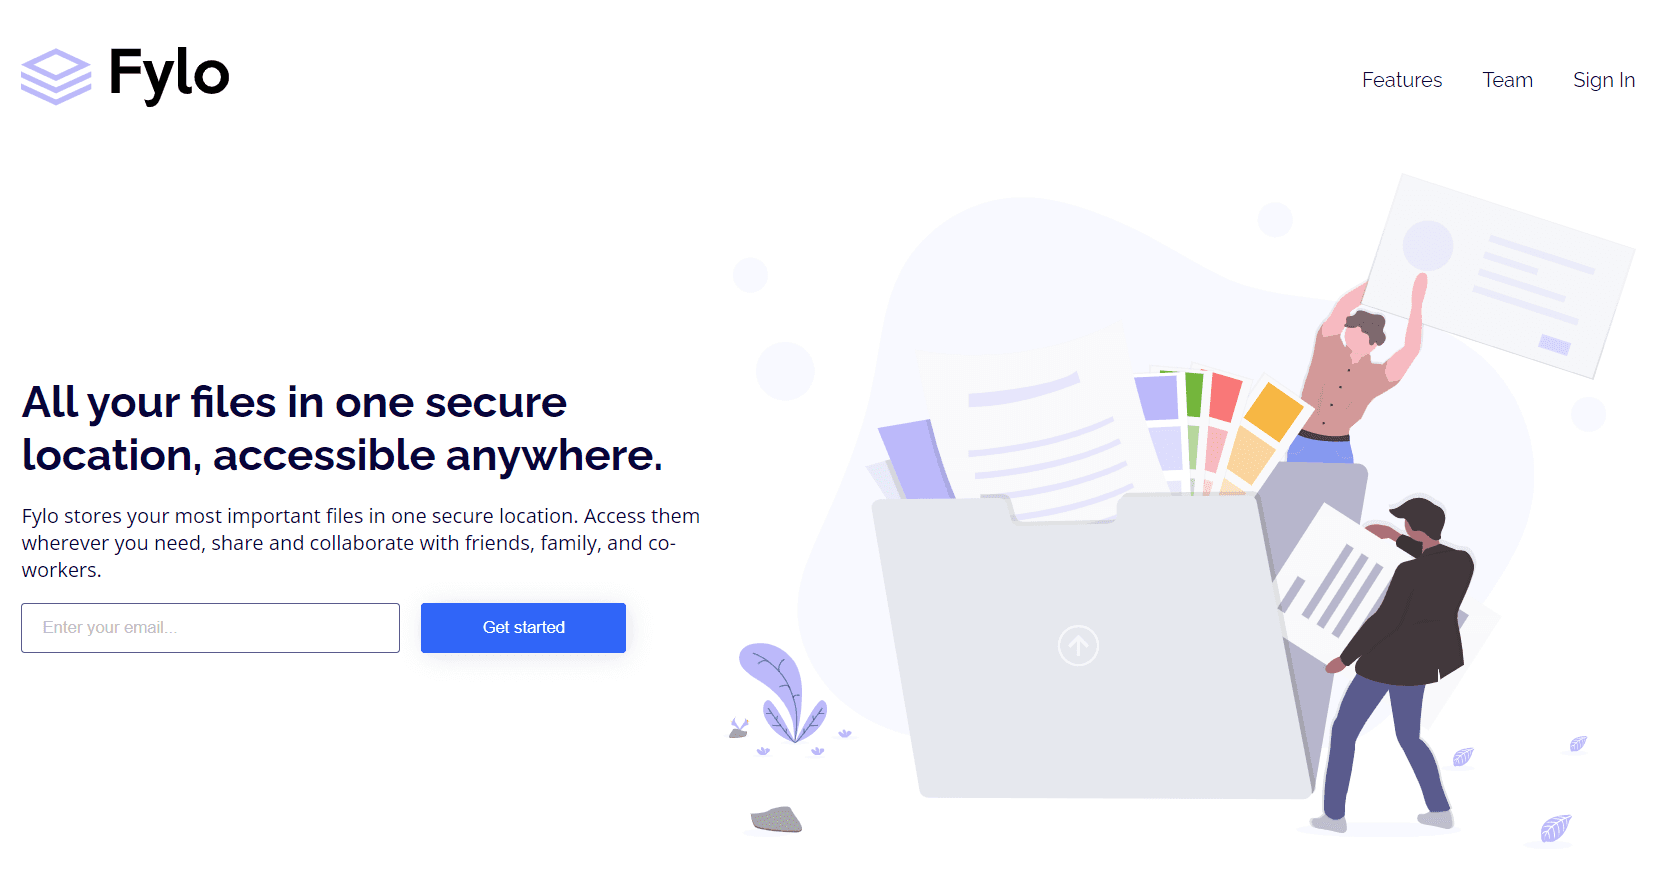 Fylo
Features
Team
Sign In
All your files in one secure
location, accessible anywhere.
Fylo stores your most important files in one secure location. Access them
wherever you need, share and collaborate with friends, family, and co-
workers.
Enter your email...
Get started